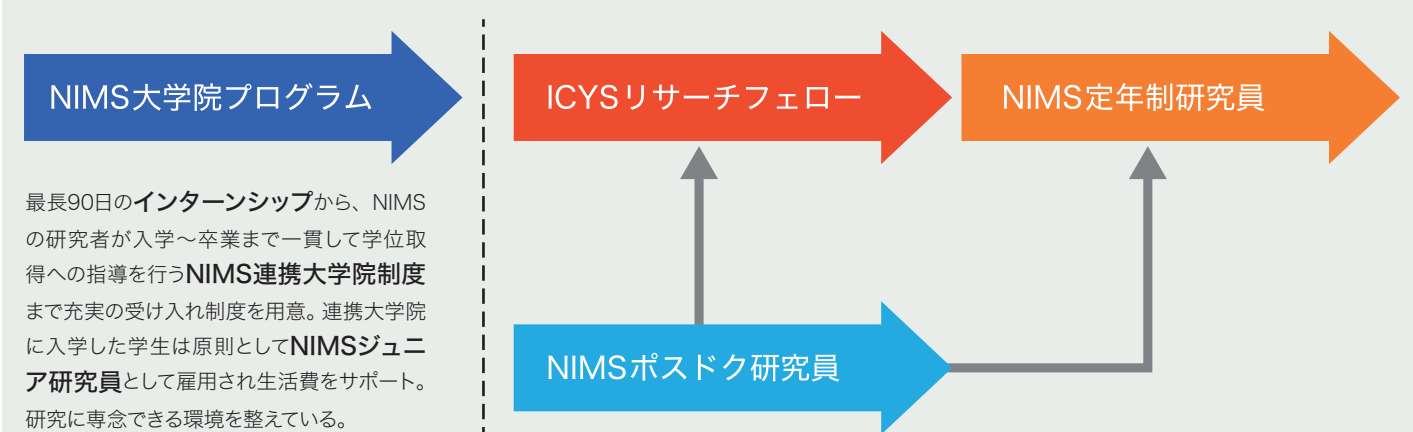 NIMS大学院プログラム
最長90日のインターンシップから、NIMS
の研究者が入学〜卒業まで一貫して学位取
得への指導を行うNIMS連携大学院制度
まで充実の受け入れ制度を用意。連携大学院
に入学した学生は原則としてNIMSジュニ
ア研究員として雇用され生活費をサポート。
研究に専念できる環境を整えている。
ICYSリサーチフェロー
NIMS定年制研究員
NIMSポスドク研究員